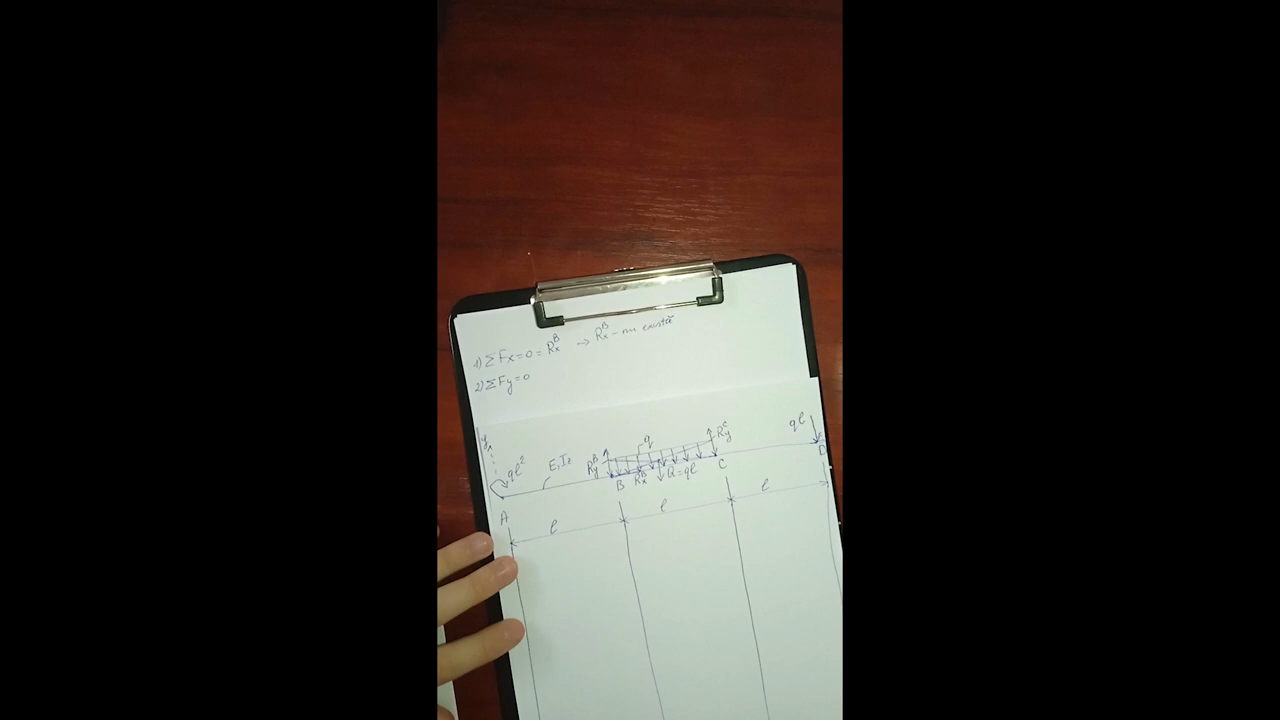 1) ΣFx=0=Rx^B → Rx^B - nu există
2) ΣFy=0
y
ql²
E, Iz
Ry^B
q
Ry^C
ql
Rx^B
Q=ql
A
B
C
D
l
l
l